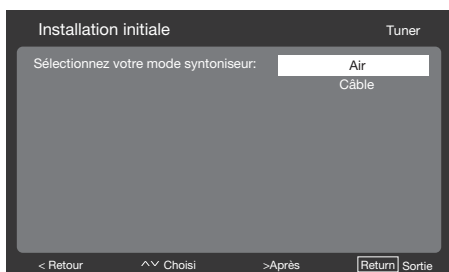 Installation initiale Tuner
Sélectionnez votre mode syntoniseur: Air
Câble
< Retour ^v Choisi >Après Return Sortie